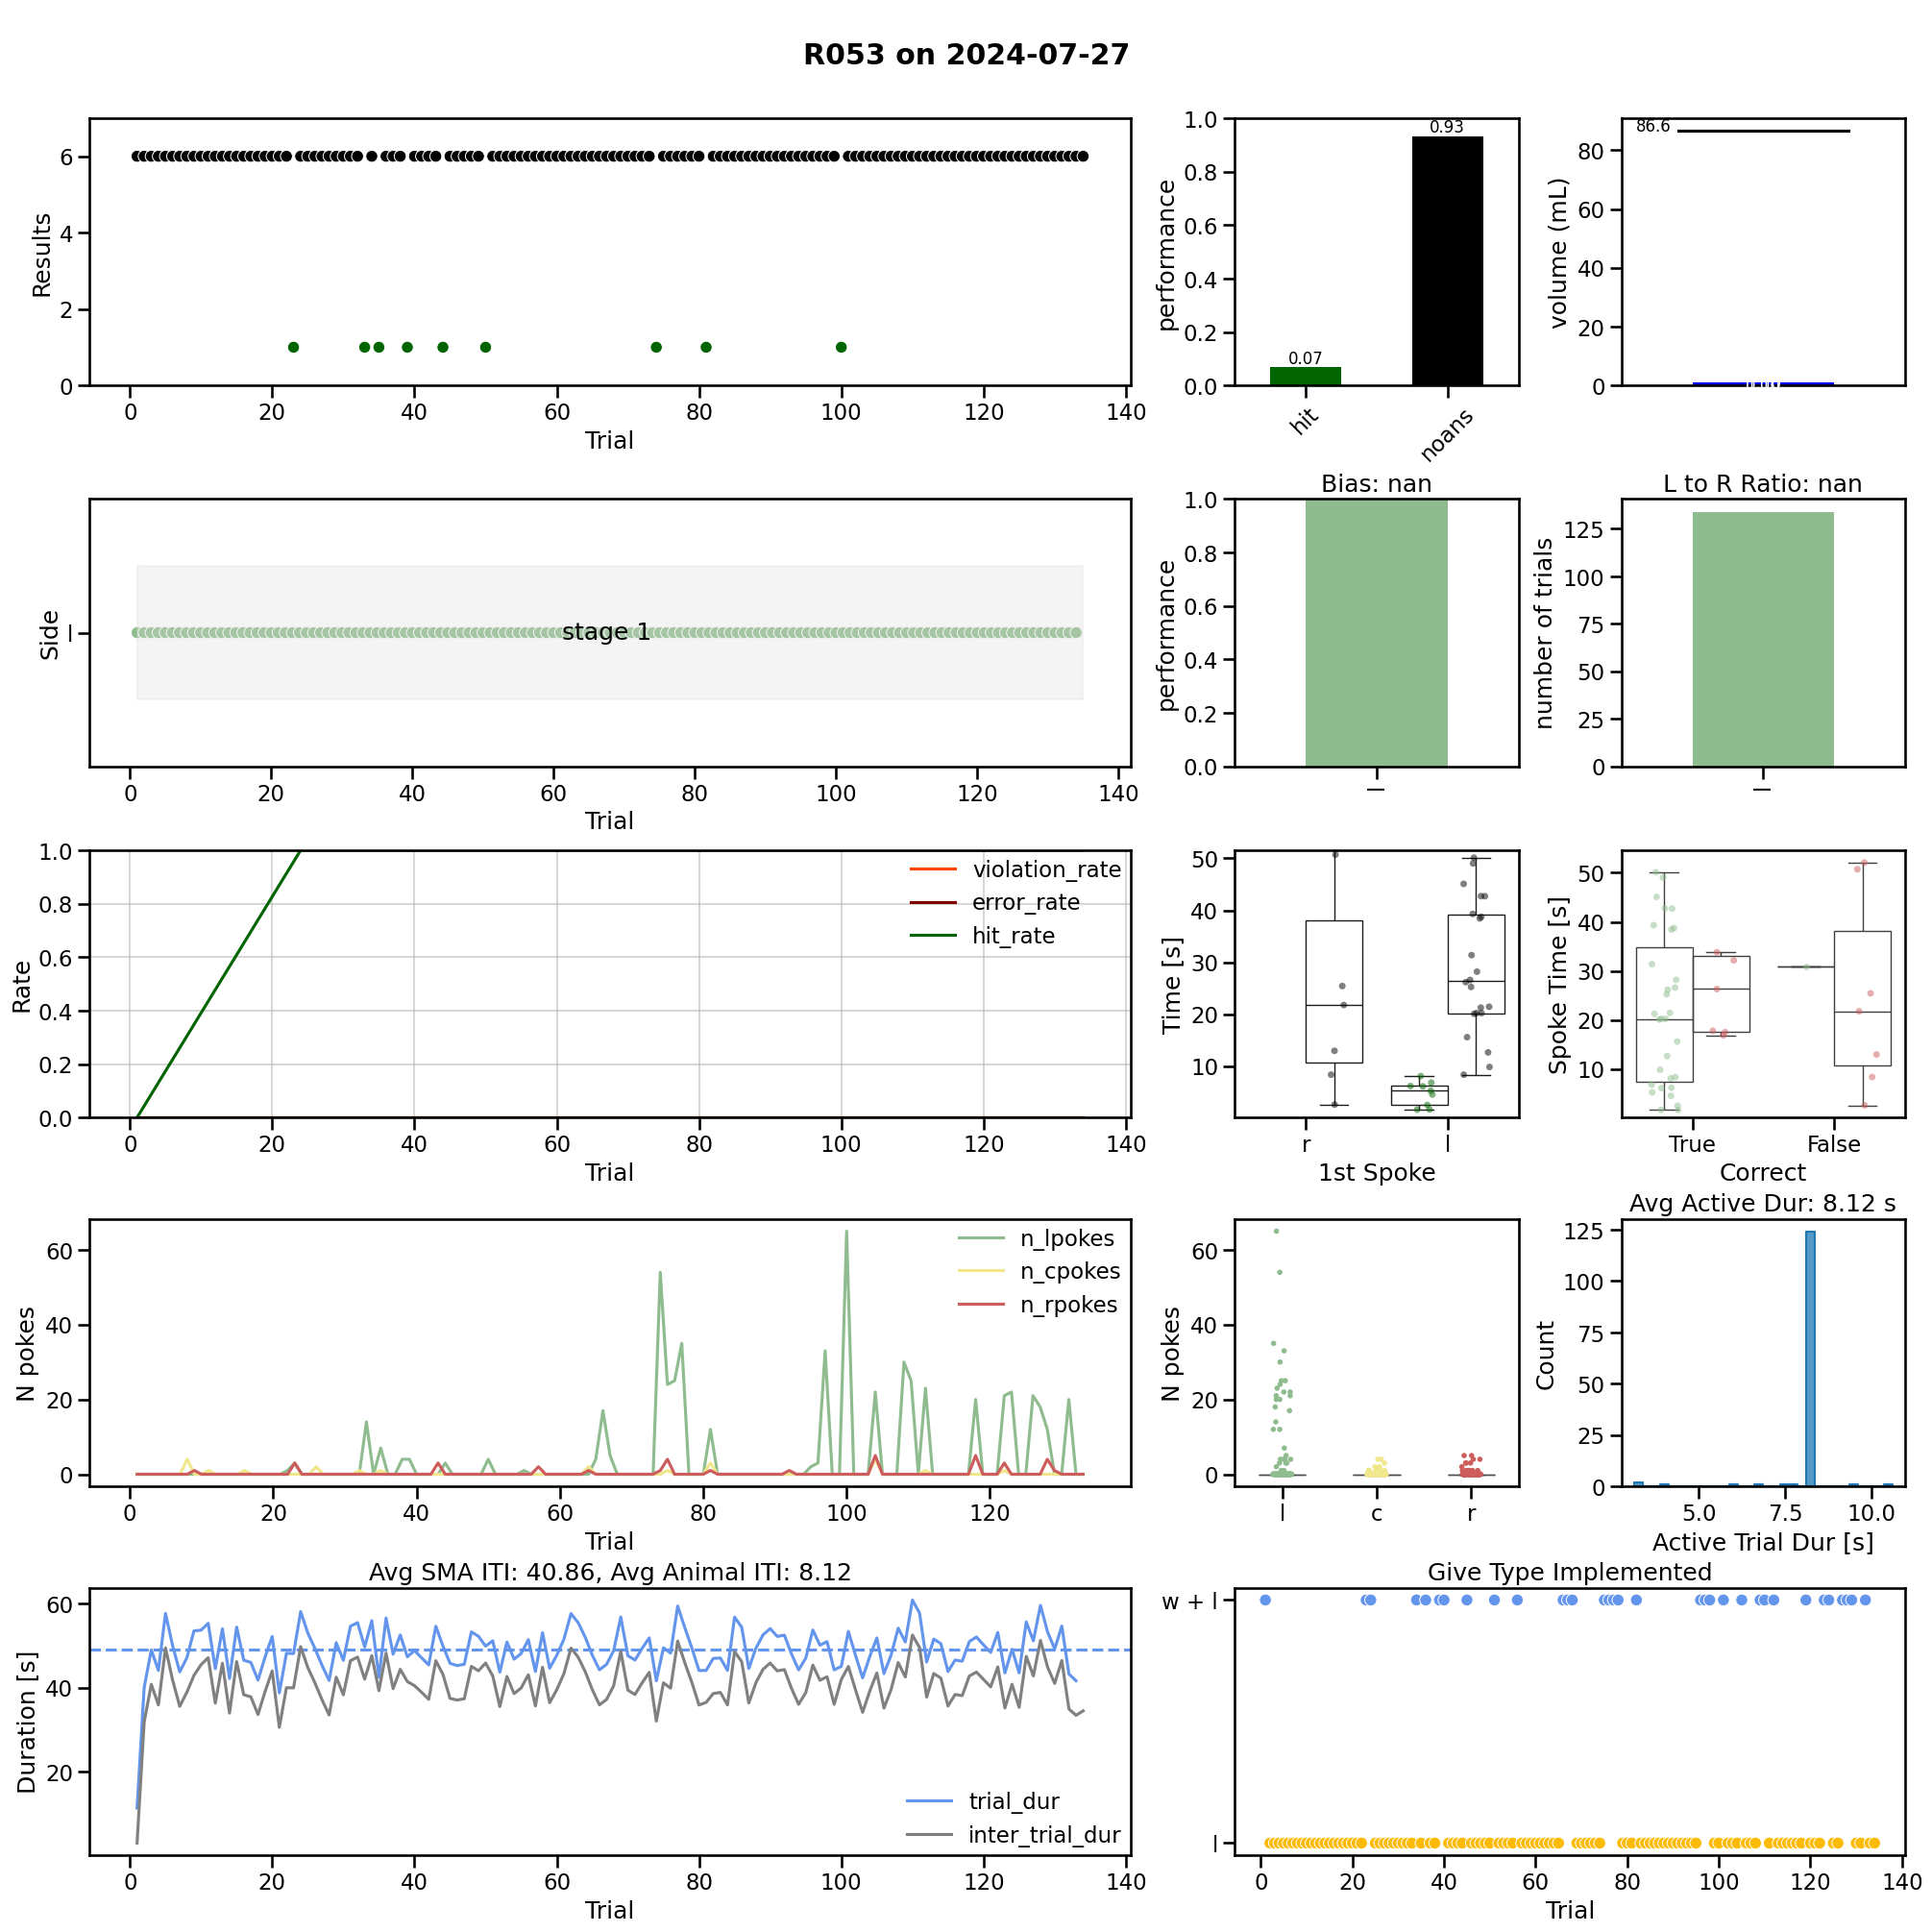 R053 on 2024-07-27
Results
6
4
2
0
0 20 40 60 80 100 120 140
Trial
performance
1.0
0.8
0.6
0.4
0.2
0.0
0.07
0.93
hit
noans
volume (mL)
80
60
40
20
0
86.6
Side
l
stage 1
0 20 40 60 80 100 120 140
Trial
Bias: nan
performance
1.0
0.8
0.6
0.4
0.2
0.0
l
L to R Ratio: nan
number of trials
125
100
75
50
25
0
l
Rate
1.0
0.8
0.6
0.4
0.2
0.0
violation_rate
error_rate
hit_rate
0 20 40 60 80 100 120 140
Trial
Time [s]
50
40
30
20
10
r l
1st Spoke
Spoke Time [s]
50
40
30
20
10
True False
Correct
N pokes
60
40
20
0
n_lpokes
n_cpokes
n_rpokes
0 20 40 60 80 100 120
Trial
N pokes
60
40
20
0
l c r
Avg Active Dur: 8.12 s
Count
125
100
75
50
25
0
5.0 7.5 10.0
Active Trial Dur [s]
Avg SMA ITI: 40.86, Avg Animal ITI: 8.12
Duration [s]
60
40
20
trial_dur
inter_trial_dur
0 20 40 60 80 100 120 140
Trial
Give Type Implemented
w + l
l
0 20 40 60 80 100 120 140
Trial